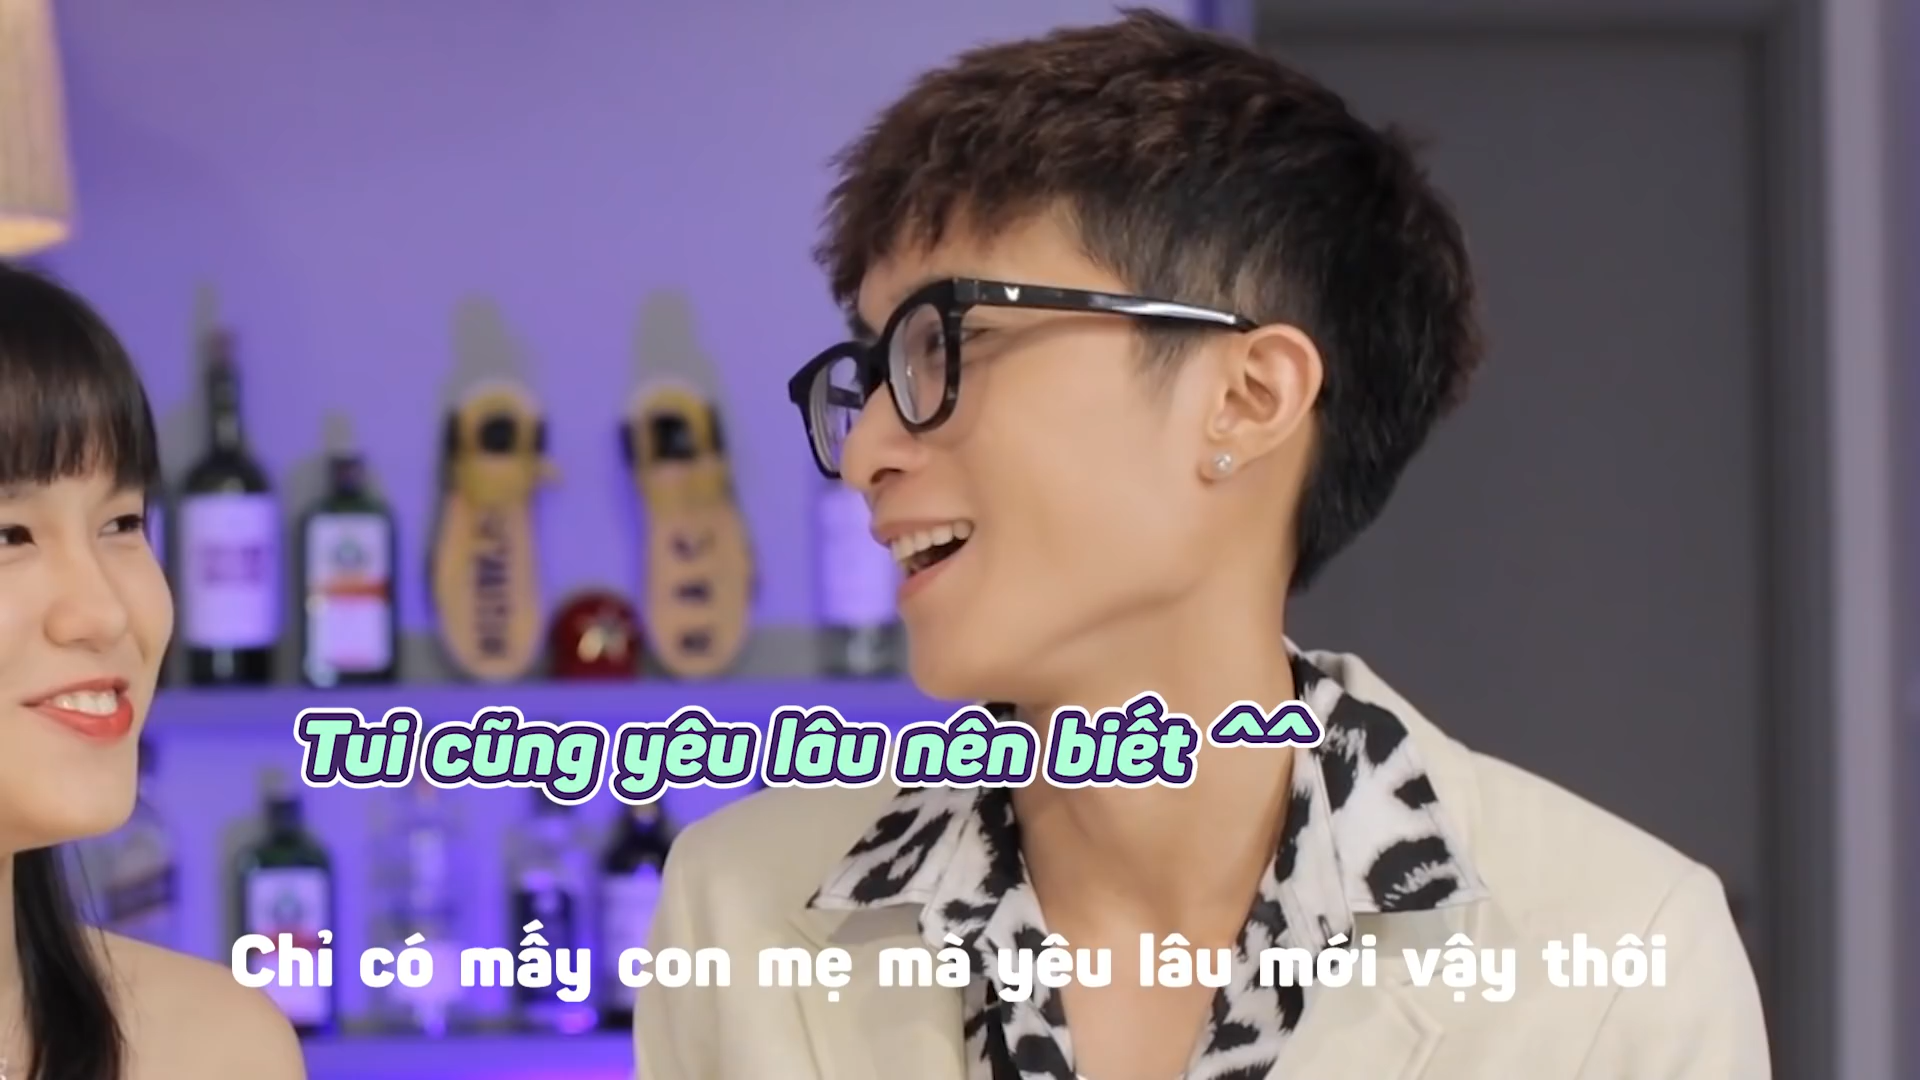 Tui cũng yêu lâu nên biết ^^
Chỉ có mấy con mẹ mà yêu lâu mới vậy thôi